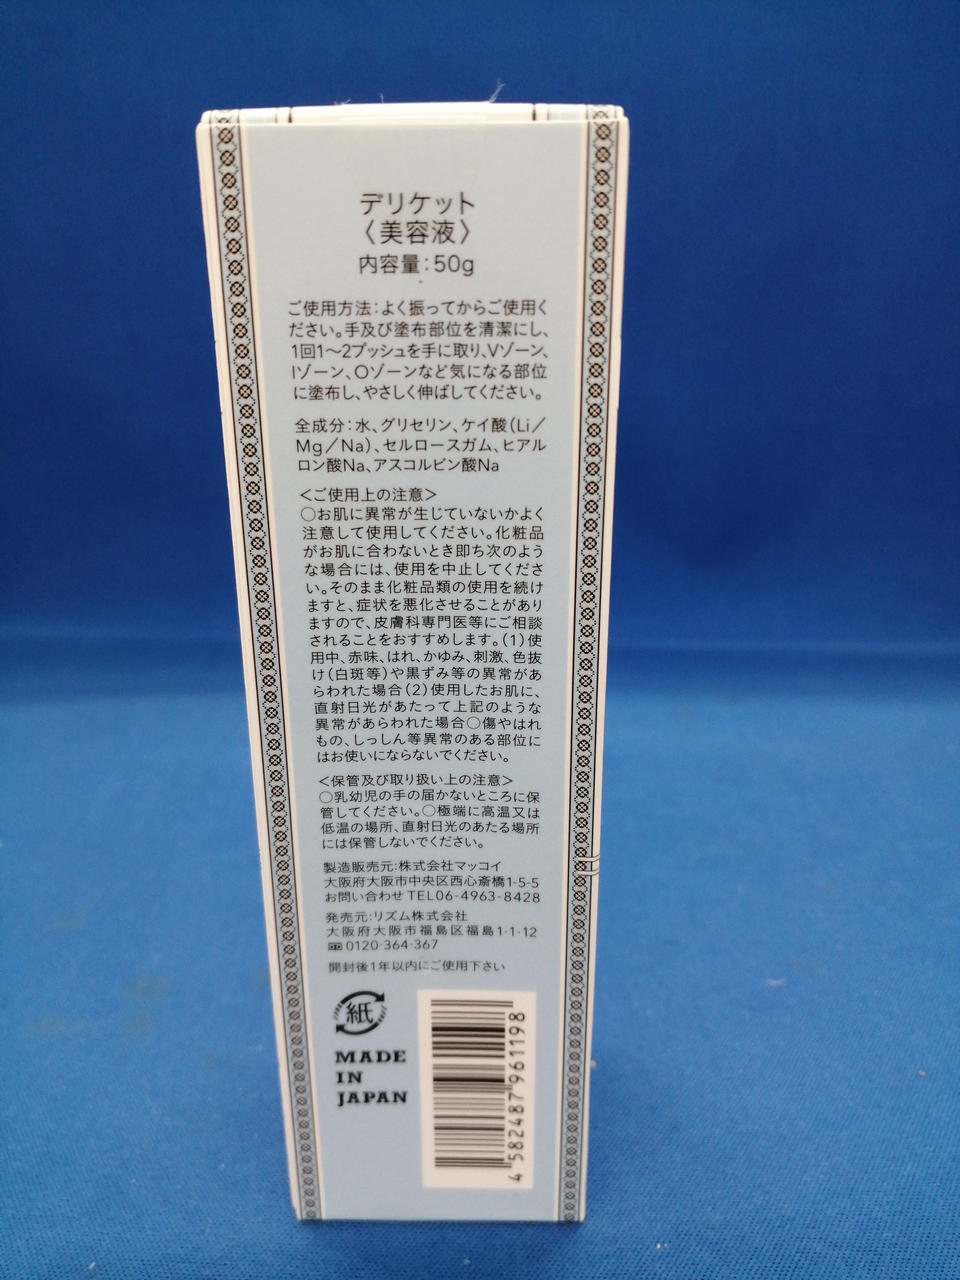 デリケット
〈美容液〉
内容量：50g
ご使用方法：よく振ってからご使用く
ださい。手及び塗布部位を清潔にし、
1回1〜2プッシュを手に取り、Vゾーン、
Iゾーン、Oゾーンなど気になる部位
に塗布し、やさしく伸ばしてください。
全成分：水、グリセリン、ケイ酸（Li／
Mg／Na）、セルロースガム、ヒアル
ロン酸Na、アスコルビン酸Na
＜ご使用上の注意＞
○お肌に異常が生じていないかよく
注意して使用してください。化粧品
がお肌に合わないとき即ち次のよう
な場合には、使用を中止してくださ
い。そのまま化粧品類の使用を続け
ますと、症状を悪化させることがあり
ますので、皮膚科専門医等にご相談
されることをおすすめします。（1）使
用中、赤味、はれ、かゆみ、刺激、色抜
け（白斑等）や黒ずみ等の異常があ
らわれた場合（2）使用したお肌に、
直射日光があたって上記のような
異常があらわれた場合○傷やはれ
もの、しっしん等異常のある部位に
はお使いにならないでください。
＜保管及び取り扱い上の注意＞
○乳幼児の手の届かないところに保
管してください。○極端に高温又は
低温の場所、直射日光のあたる場所
には保管しないでください。
製造販売元：株式会社マッコイ
大阪府大阪市中央区西心斎橋1-5-5
お問い合わせ TEL06-4963-8428
発売元：リズム株式会社
大阪府大阪市福島区福島1-1-12
0120-364-367
開封後1年以内にご使用下さい
紙
MADE
IN
JAPAN
4 582487 961198